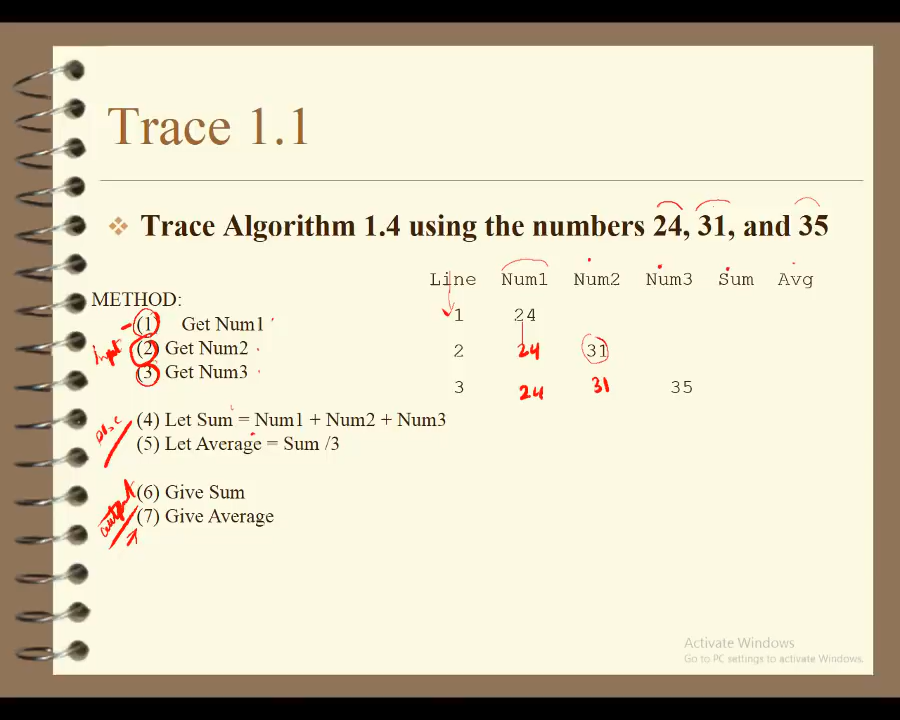 Trace 1.1
Trace Algorithm 1.4 using the numbers 24, 31, and 35
Line Num1 Num2 Num3 Sum Avg
1 24
2 24 31
3 24 31 35
METHOD:
(1) Get Num1
input (2) Get Num2
(3) Get Num3
(4) Let Sum = Num1 + Num2 + Num3
(5) Let Average = Sum /3
(6) Give Sum
output (7) Give Average
Activate Windows
Go to PC settings to activate Windows.